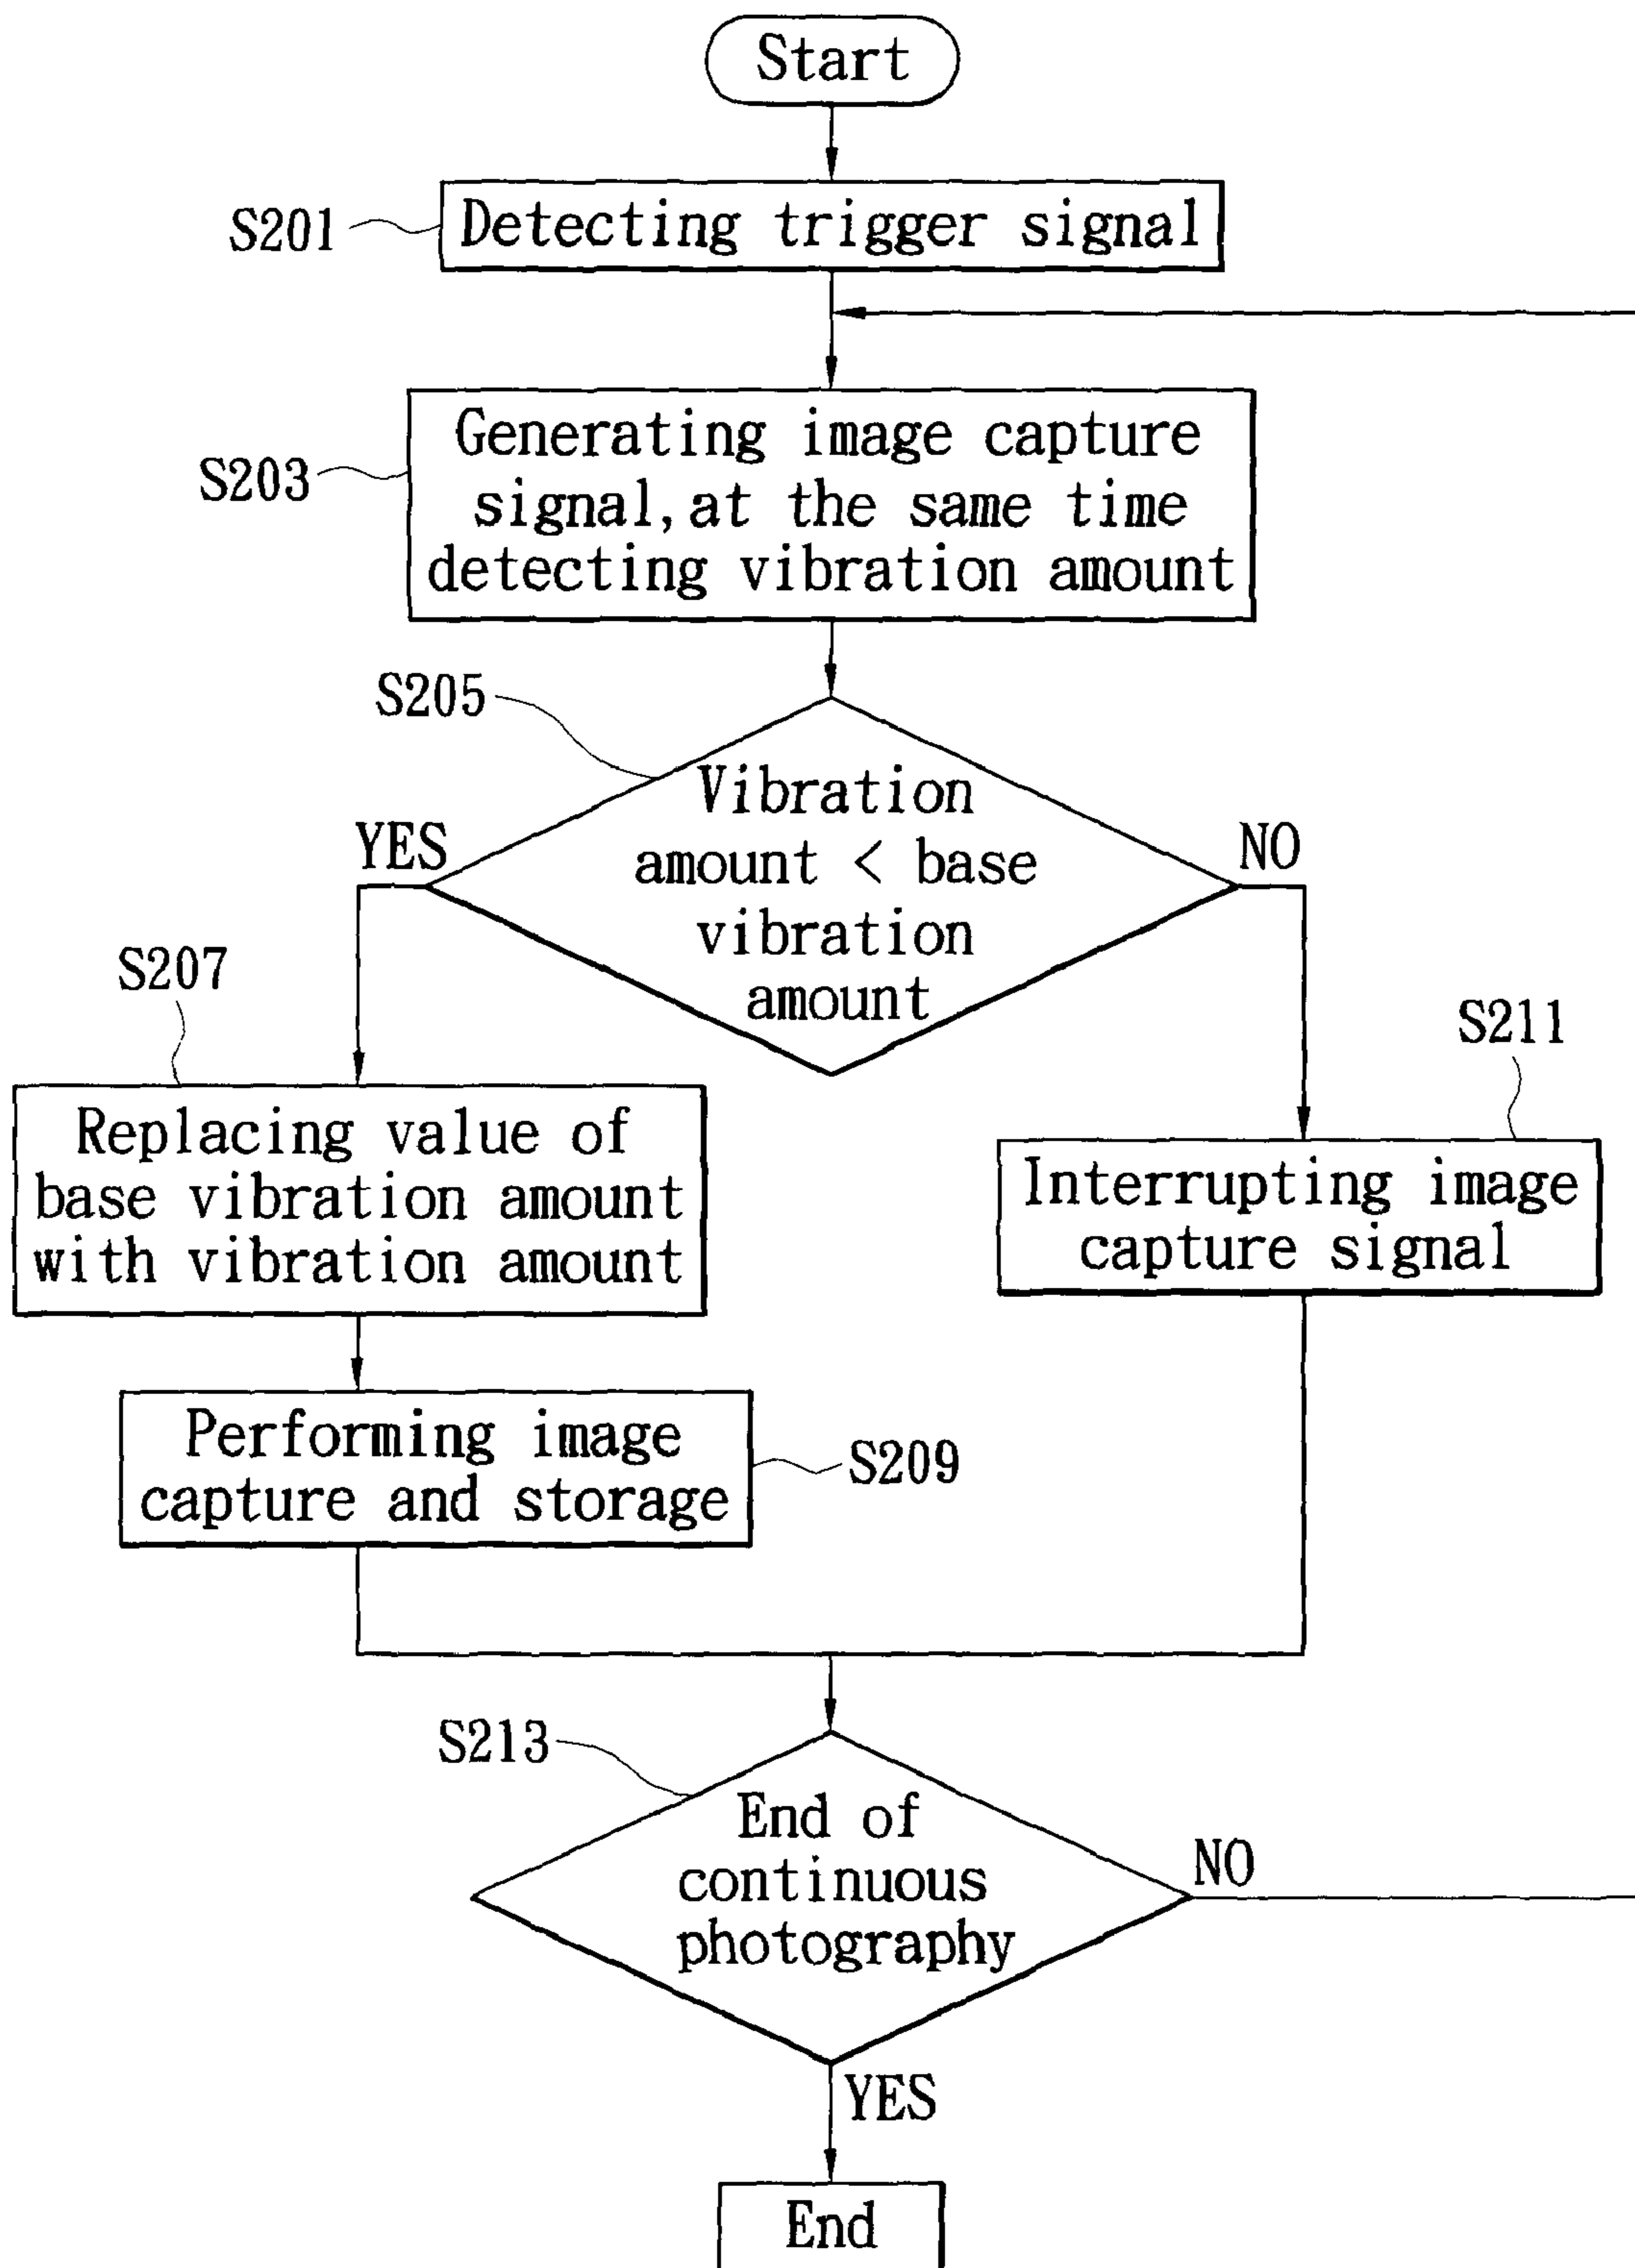 Start
S201
Detecting trigger signal
S203
Generating image capture
signal, at the same time
detecting vibration amount
S205
Vibration
amount < base
vibration
amount
YES
NO
S207
Replacing value of
base vibration amount
with vibration amount
S211
Interrupting image
capture signal
Performing image
capture and storage
S209
S213
End of
continuous
photography
NO
YES
End